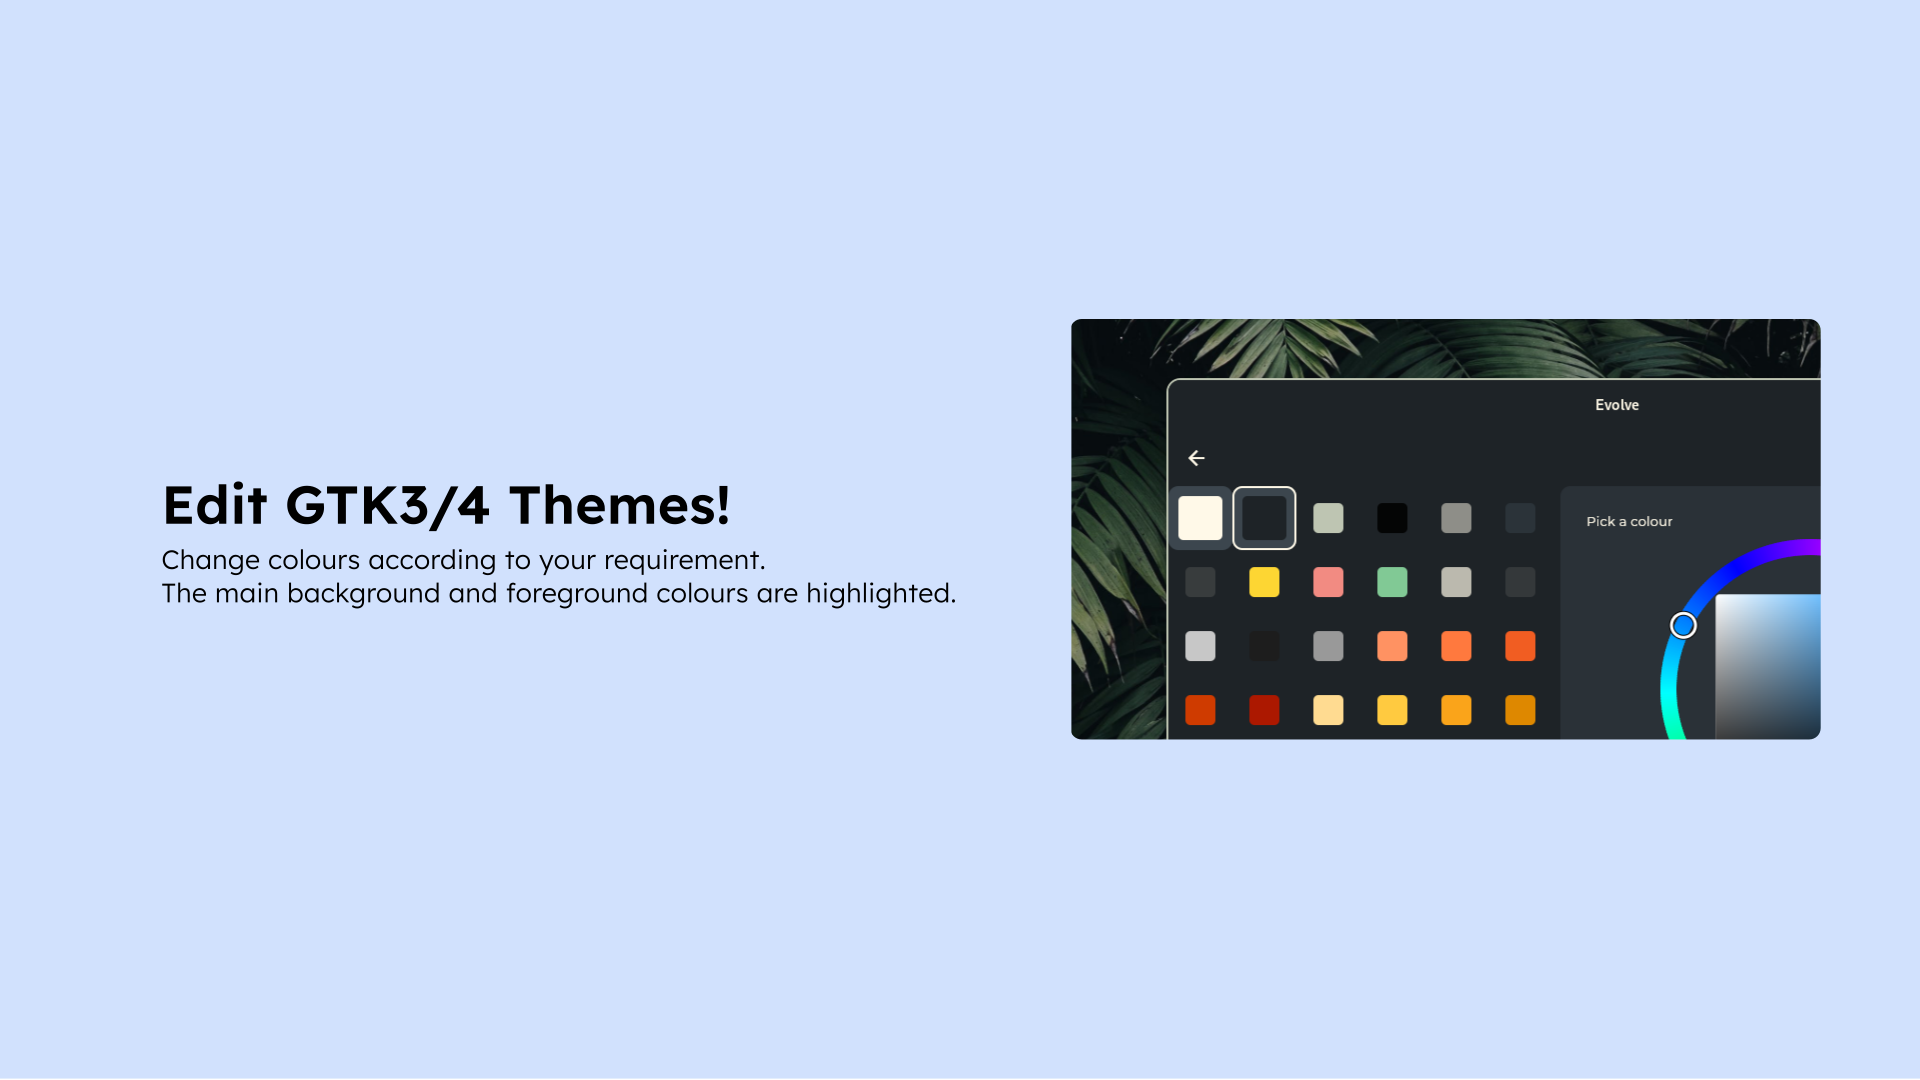 Edit GTK3/4 Themes!
Change colours according to your requirement.
The main background and foreground colours are highlighted.
Evolve
Pick a colour